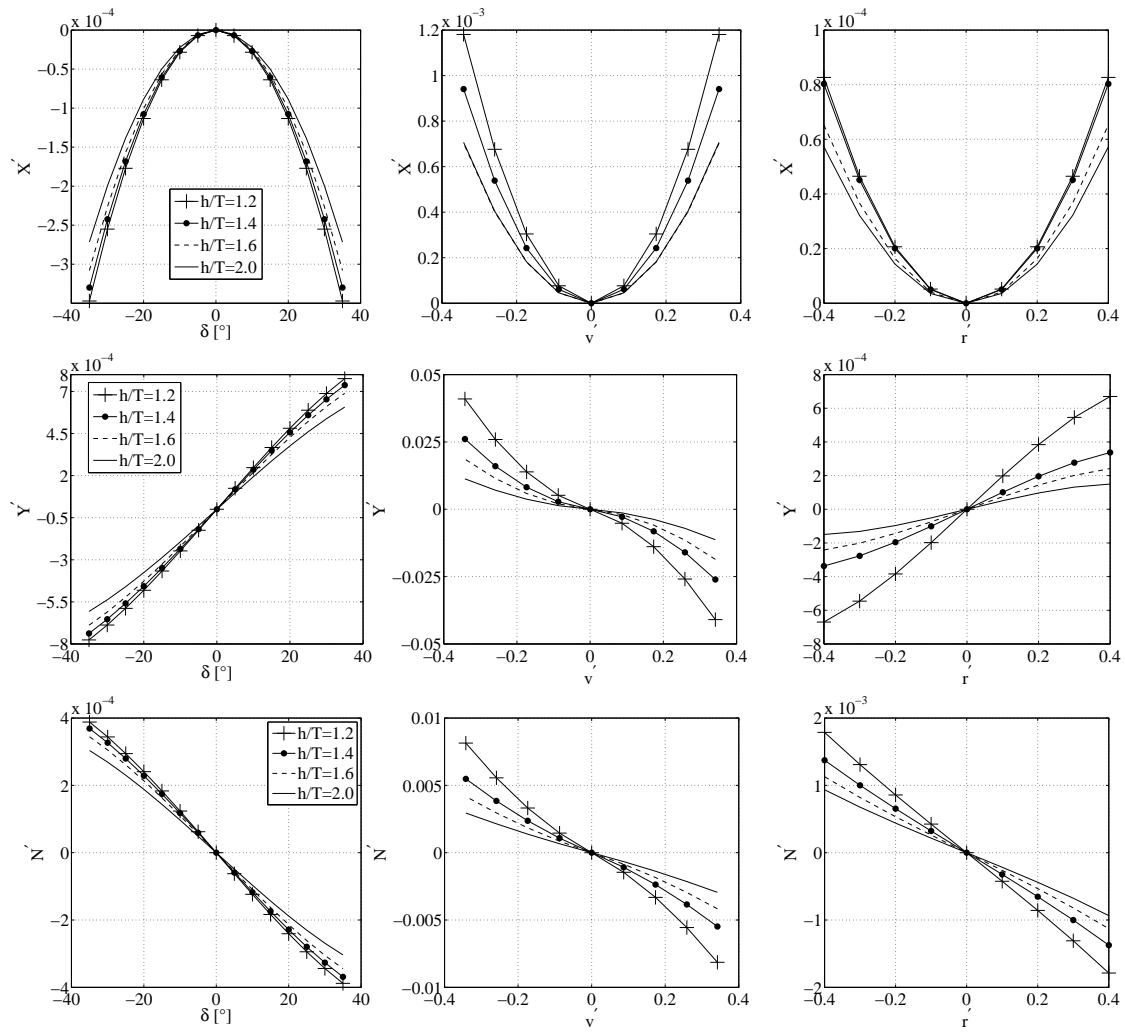 x 10⁻⁴
0
−0.5
−1
−1.5
−2
−2.5
−3
X′
−40 −20 0 20 40
δ [°]
h/T=1.2
h/T=1.4
h/T=1.6
h/T=2.0
x 10⁻³
1.2
1
0.8
0.6
0.4
0.2
0
X′
−0.4 −0.2 0 0.2 0.4
v′
x 10⁻⁴
1
0.8
0.6
0.4
0.2
0
X′
−0.4 −0.2 0 0.2 0.4
r′
x 10⁻⁴
8
7
4.5
2
−0.5
−3
−5.5
−8
Y′
−40 −20 0 20 40
δ [°]
h/T=1.2
h/T=1.4
h/T=1.6
h/T=2.0
0.05
0.025
0
−0.025
−0.05
Y′
−0.4 −0.2 0 0.2 0.4
v′
x 10⁻⁴
8
6
4
2
0
−2
−4
−6
−8
Y′
−0.4 −0.2 0 0.2 0.4
r′
x 10⁻⁴
4
2
0
−2
−4
N′
−40 −20 0 20 40
δ [°]
h/T=1.2
h/T=1.4
h/T=1.6
h/T=2.0
0.01
0.005
0
−0.005
−0.01
N′
−0.4 −0.2 0 0.2 0.4
v′
x 10⁻³
2
1
0
−1
−2
N′
−0.4 −0.2 0 0.2 0.4
r′